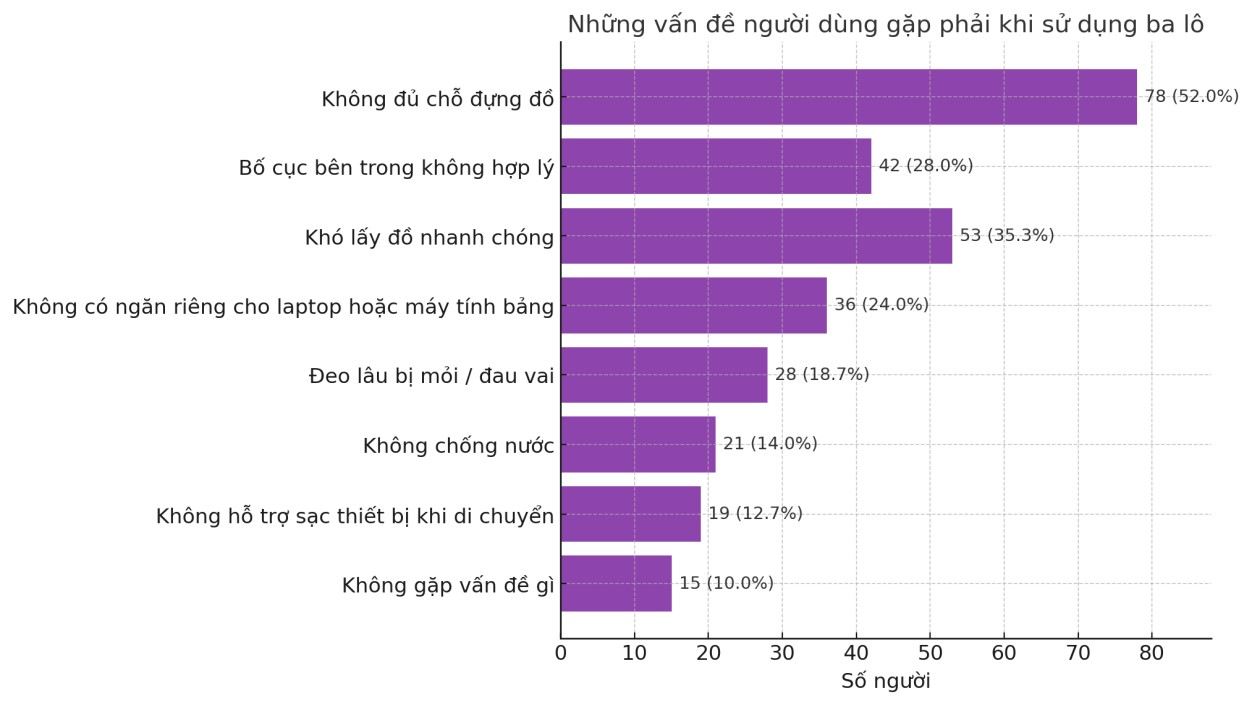 Những vấn đề người dùng gặp phải khi sử dụng ba lô
Không đủ chỗ đựng đồ 78 (52.0%)
Bố cục bên trong không hợp lý 42 (28.0%)
Khó lấy đồ nhanh chóng 53 (35.3%)
Không có ngăn riêng cho laptop hoặc máy tính bảng 36 (24.0%)
Đeo lâu bị mỏi / đau vai 28 (18.7%)
Không chống nước 21 (14.0%)
Không hỗ trợ sạc thiết bị khi di chuyển 19 (12.7%)
Không gặp vấn đề gì 15 (10.0%)
0 10 20 30 40 50 60 70 80
Số người